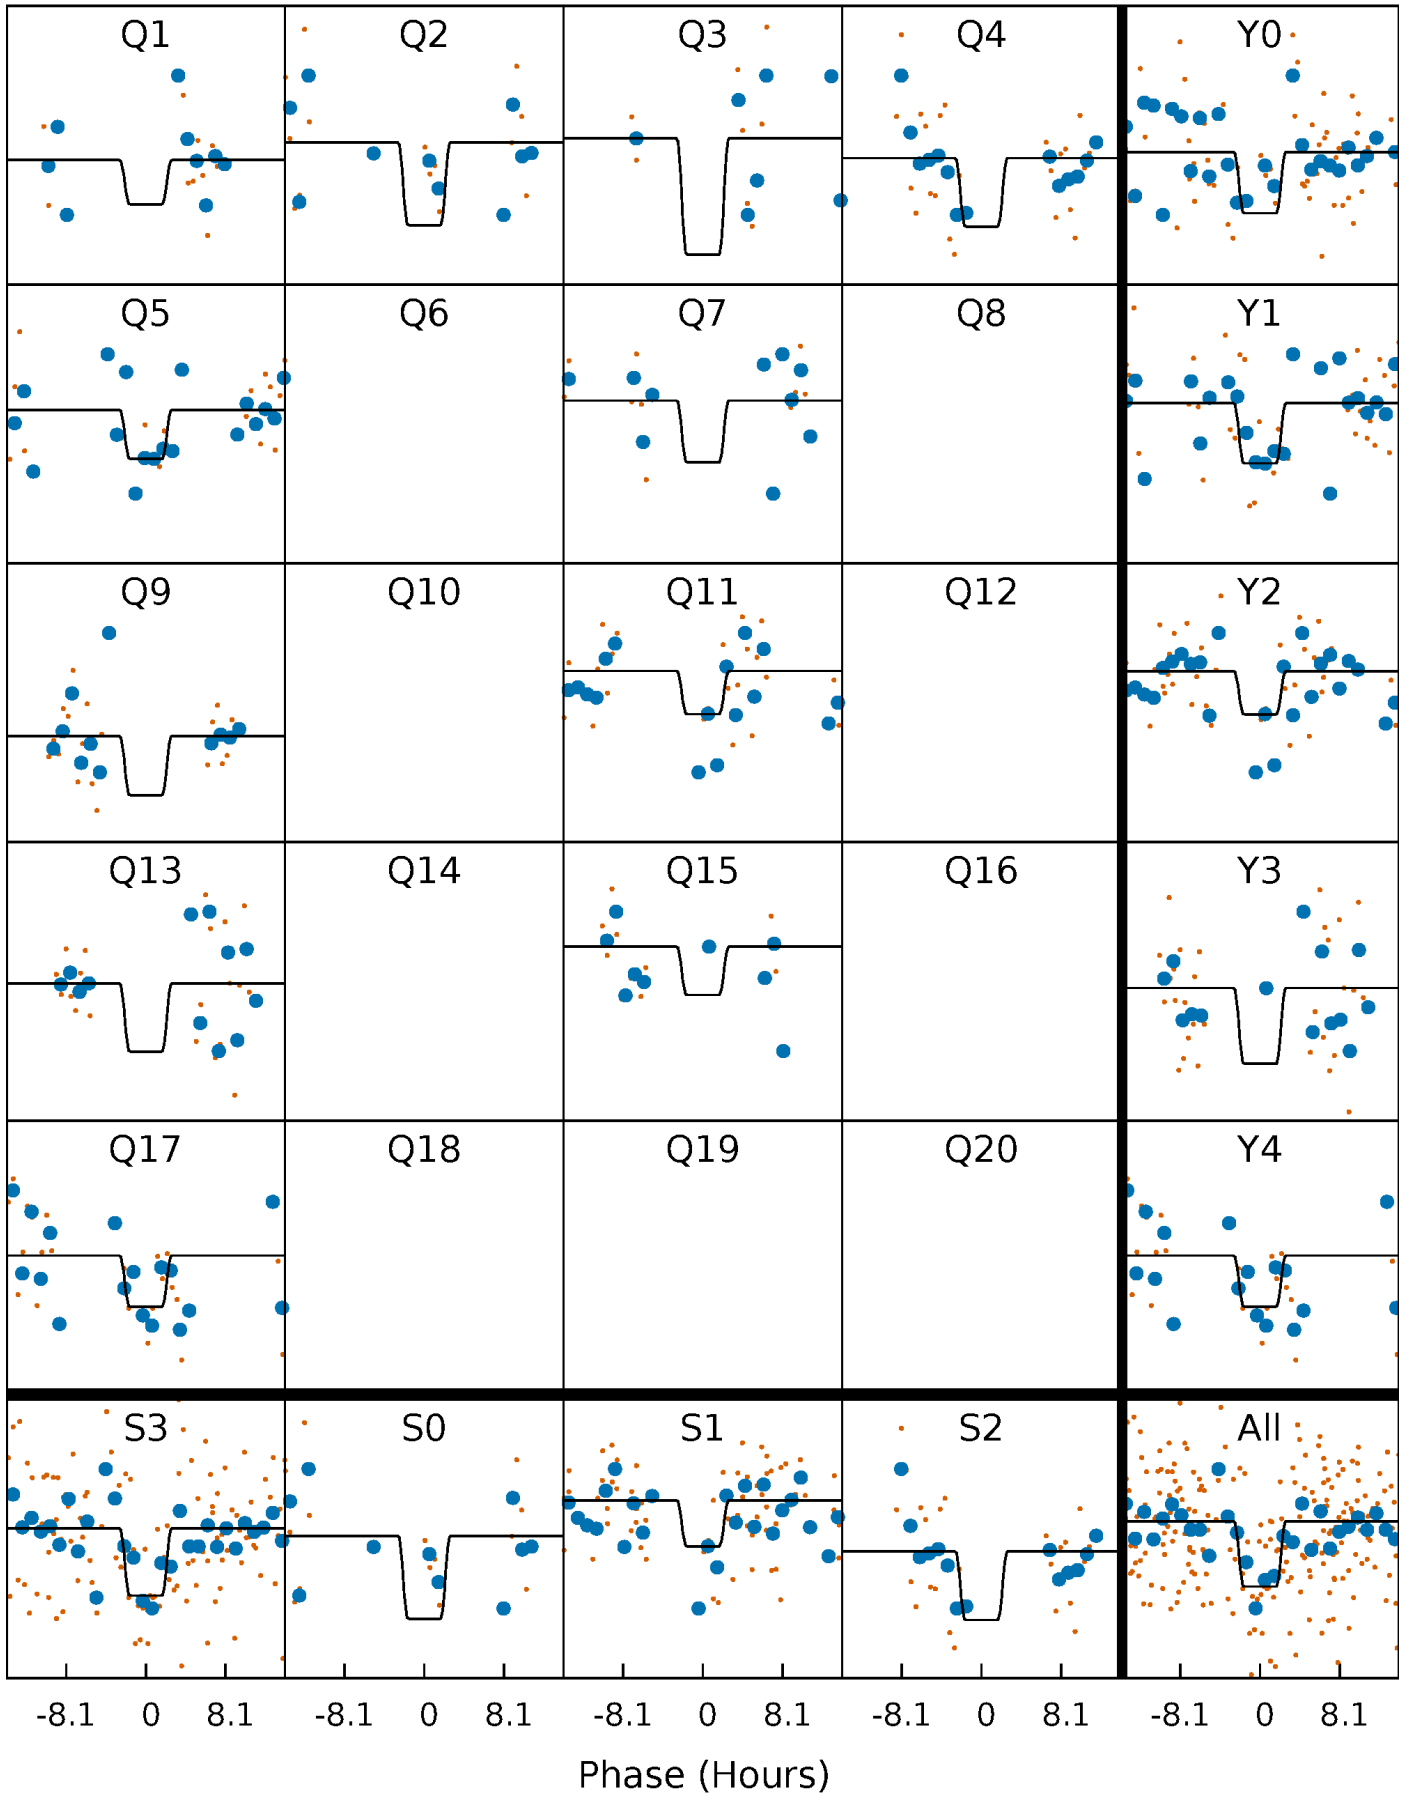 Q1 Q2 Q3 Q4 Y0
Q5 Q6 Q7 Q8 Y1
Q9 Q10 Q11 Q12 Y2
Q13 Q14 Q15 Q16 Y3
Q17 Q18 Q19 Q20 Y4
S3 S0 S1 S2 All
-8.1 0 8.1 -8.1 0 8.1 -8.1 0 8.1 -8.1 0 8.1 -8.1 0 8.1
Phase (Hours)